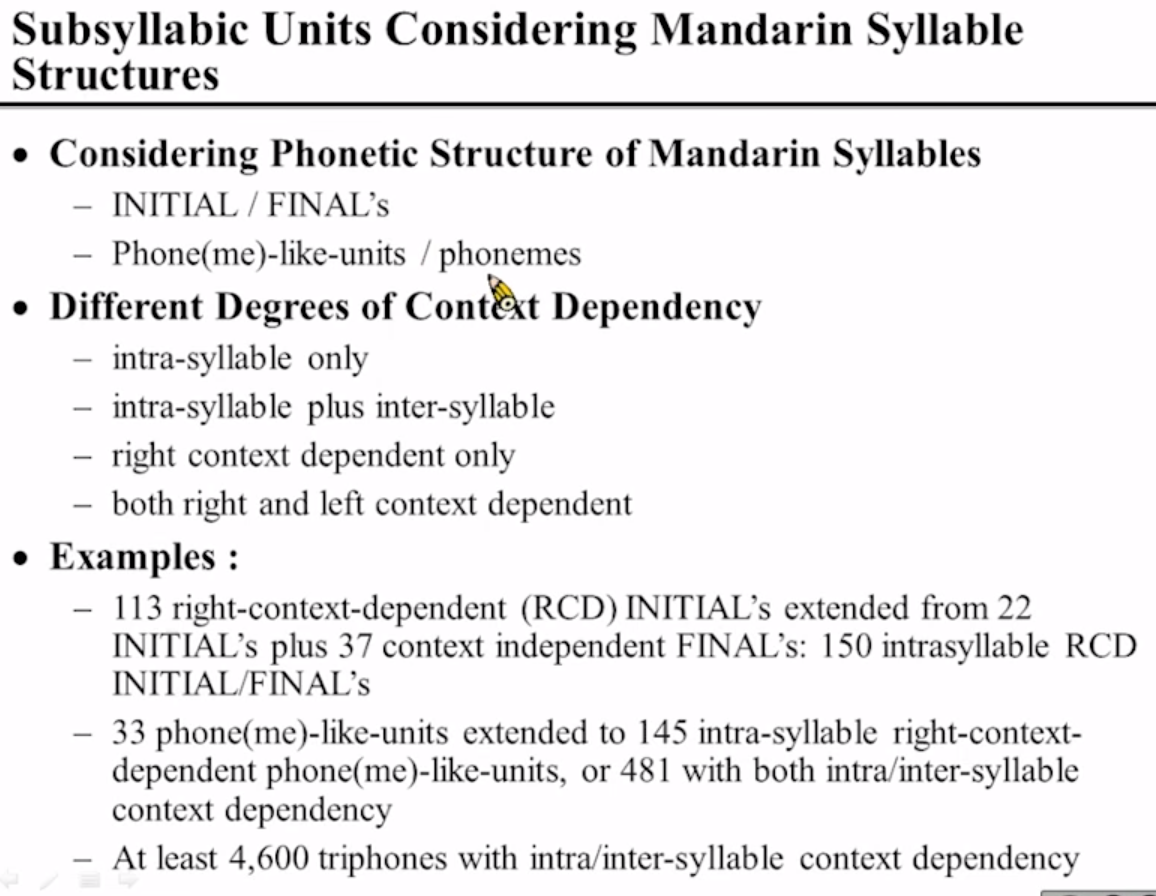 Subsyllabic Units Considering Mandarin Syllable
Structures
• Considering Phonetic Structure of Mandarin Syllables
– INITIAL / FINAL’s
– Phone(me)-like-units / phonemes
• Different Degrees of Context Dependency
– intra-syllable only
– intra-syllable plus inter-syllable
– right context dependent only
– both right and left context dependent
• Examples :
– 113 right-context-dependent (RCD) INITIAL’s extended from 22
INITIAL’s plus 37 context independent FINAL’s: 150 intrasyllable RCD
INITIAL/FINAL’s
– 33 phone(me)-like-units extended to 145 intra-syllable right-context-
dependent phone(me)-like-units, or 481 with both intra/inter-syllable
context dependency
– At least 4,600 triphones with intra/inter-syllable context dependency